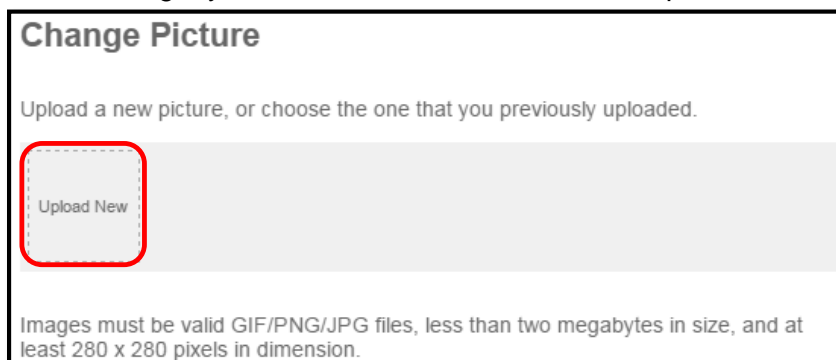 Change Picture
Upload a new picture, or choose the one that you previously uploaded.
Upload New
Images must be valid GIF/PNG/JPG files, less than two megabytes in size, and at
least 280 x 280 pixels in dimension.